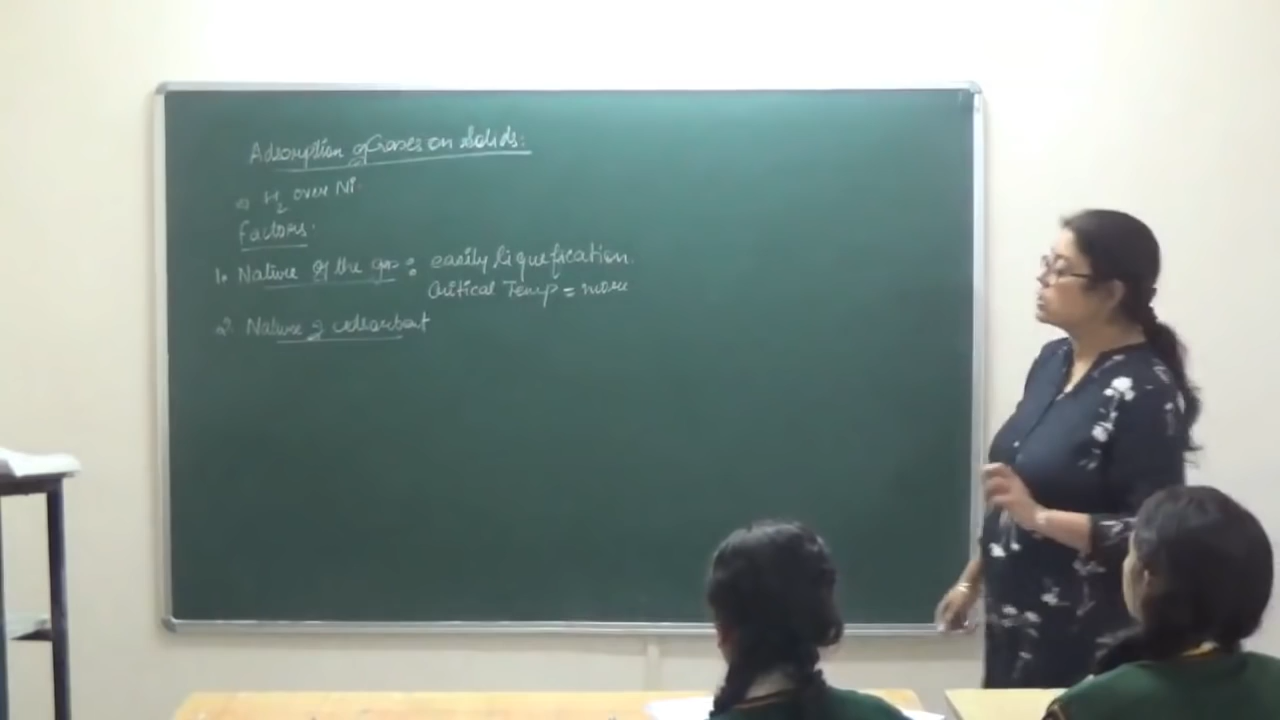 Adsorption of Gases on Solids:
⇒ H₂ over Ni.
Factors:
1. Nature of the gas : easily liquefication.
Critical Temp = more
2. Nature of adsorbent